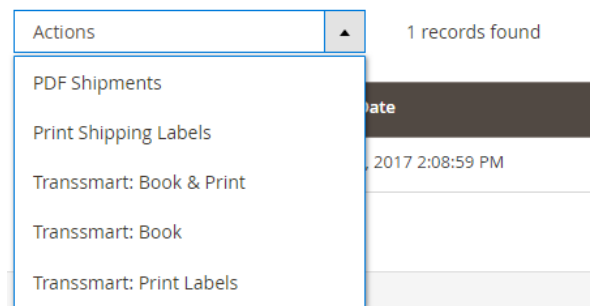 Actions
1 records found
PDF Shipments
Date
Print Shipping Labels
, 2017 2:08:59 PM
Transsmart: Book & Print
Transsmart: Book
Transsmart: Print Labels